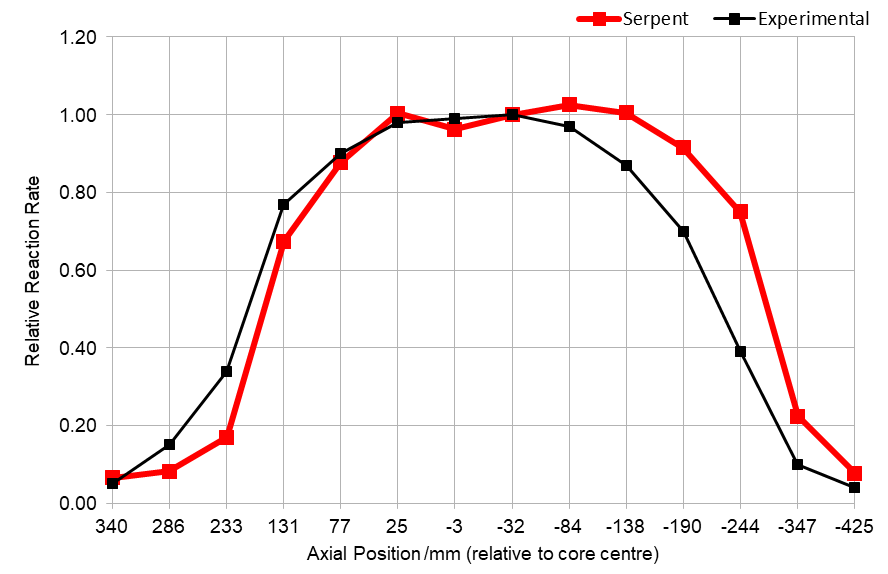 Serpent Experimental
1.20
1.00
0.80
0.60
0.40
0.20
0.00
Relative Reaction Rate
340 286 233 131 77 25 -3 -32 -84 -138 -190 -244 -347 -425
Axial Position /mm (relative to core centre)